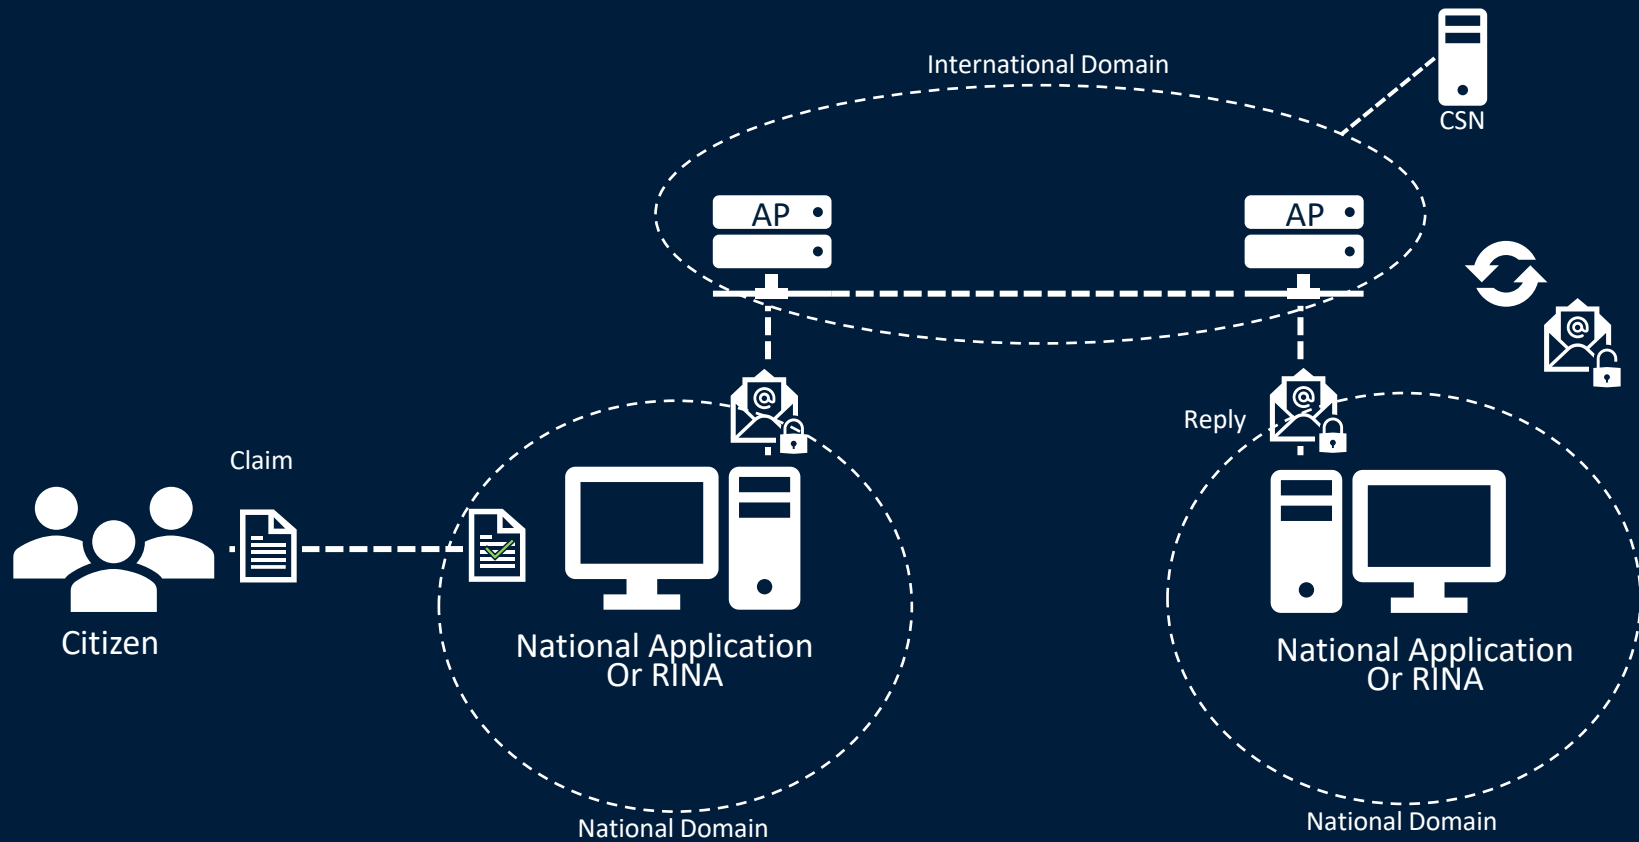 International Domain
CSN
AP
AP
@
@
@
Reply
Claim
Citizen
National Application
Or RINA
National Application
Or RINA
National Domain
National Domain